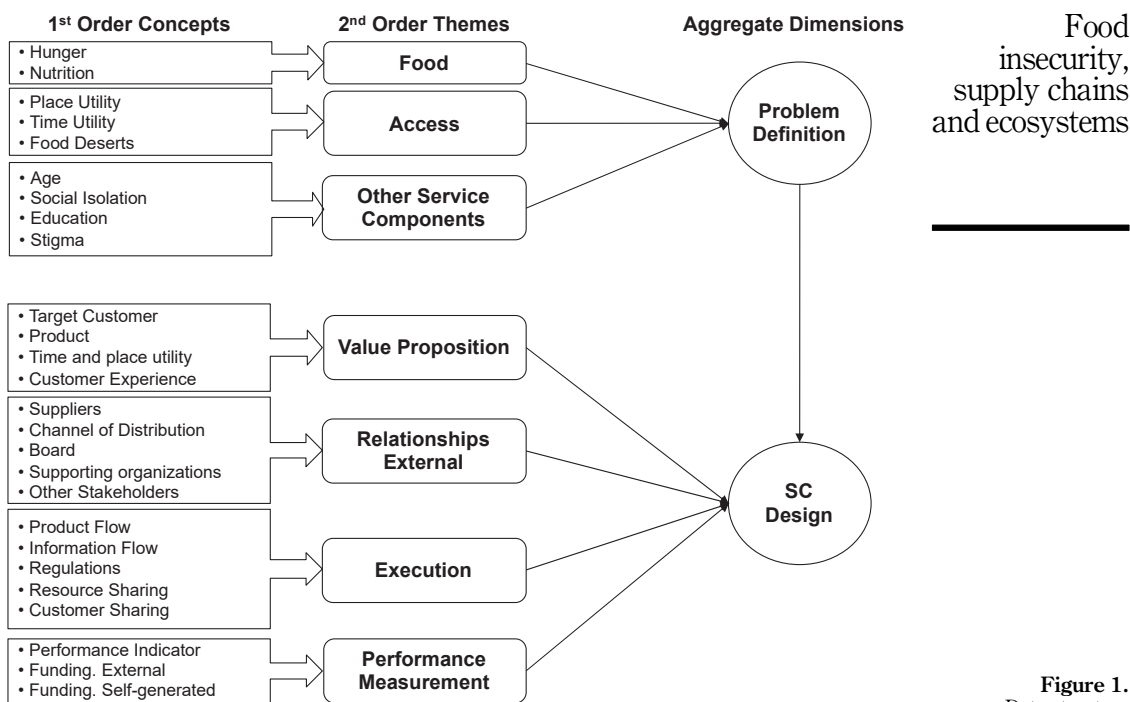 1st Order Concepts
2nd Order Themes
Aggregate Dimensions
• Hunger
• Nutrition
Food
• Place Utility
• Time Utility
• Food Deserts
Access
• Age
• Social Isolation
• Education
• Stigma
Other Service
Components
Problem
Definition
• Target Customer
• Product
• Time and place utility
• Customer Experience
Value Proposition
• Suppliers
• Channel of Distribution
• Board
• Supporting organizations
• Other Stakeholders
Relationships
External
• Product Flow
• Information Flow
• Regulations
• Resource Sharing
• Customer Sharing
Execution
• Performance Indicator
• Funding. External
• Funding. Self-generated
Performance
Measurement
SC
Design
Food
insecurity,
supply chains
and ecosystems
Figure 1.